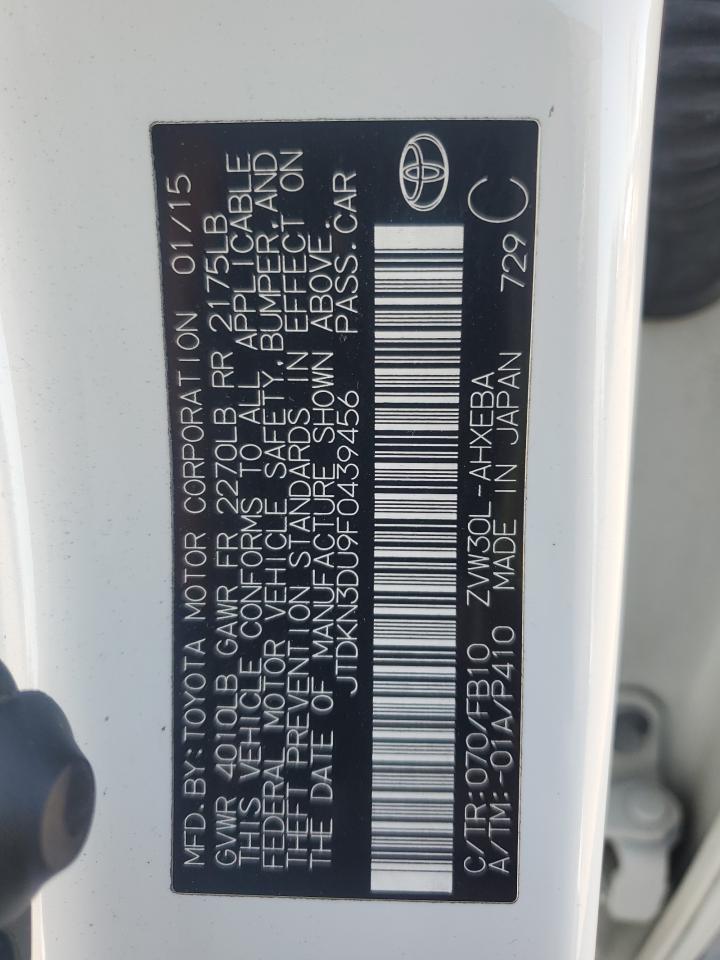 MFD.BY:TOYOTA MOTOR CORPORATION 01/15
GVWR 4010LB GAWR FR 2270LB RR 2175LB
THIS VEHICLE CONFORMS TO ALL APPLICABLE
FEDERAL MOTOR VEHICLE SAFETY,BUMPER,AND
THEFT PREVENTION STANDARDS IN EFFECT ON
THE DATE OF MANUFACTURE SHOWN ABOVE.
JTDKN3DU9F0439456 PASS.CAR
C/TR:070/FB10 ZVW30L-AHXEBA
A/TM:-01A/P410 MADE IN JAPAN 729 C